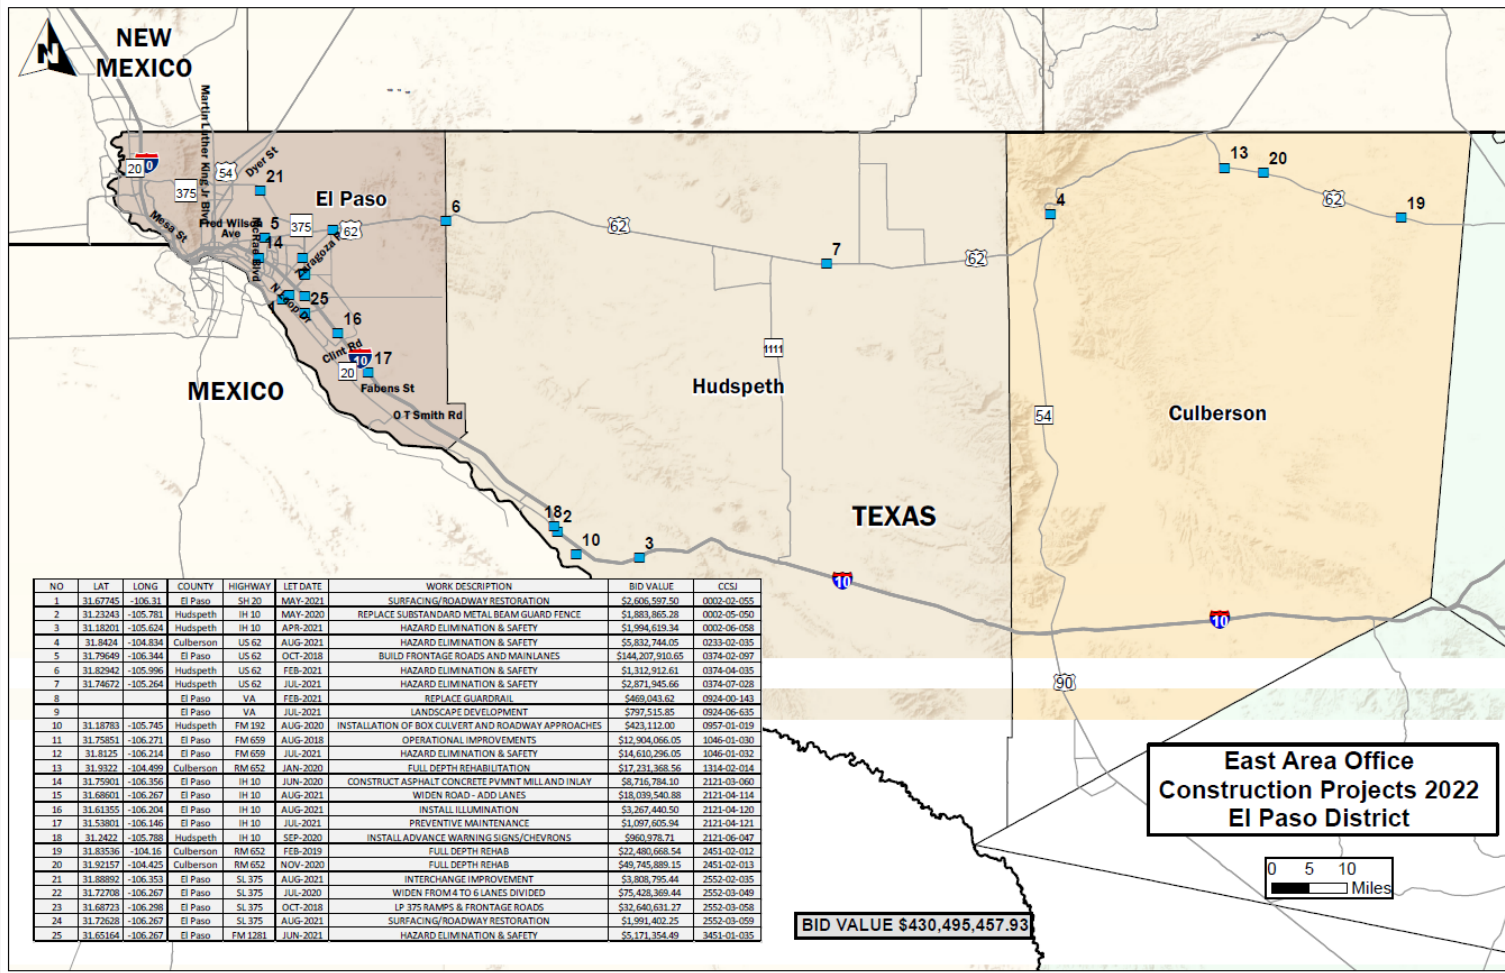 N
NEW
MEXICO
Martin Luther King Jr Blvd
20
375
54
Dyer St
21
El Paso
Mesa St
Fred Wilson
Ave
McRae Blvd
5
14
375
62
6
62
7
62
4
13
20
62
19
N Loop Dr
25
16
Clint Rd
10
17
20
Fabens St
O T Smith Rd
MEXICO
1111
Hudspeth
54
Culberson
TEXAS
18
2
10
3
10
10
90
NO LAT LONG COUNTY HIGHWAY LET DATE WORK DESCRIPTION BID VALUE CCSJ
1 31.67745 -106.31 El Paso SH 20 MAY-2021 SURFACING/ROADWAY RESTORATION $2,606,597.50 0002-02-055
2 31.23243 -105.781 Hudspeth IH 10 MAY-2020 REPLACE SUBSTANDARD METAL BEAM GUARD FENCE $1,883,865.28 0002-05-050
3 31.18201 -105.624 Hudspeth IH 10 APR-2021 HAZARD ELIMINATION & SAFETY $1,994,619.34 0002-06-058
4 31.8424 -104.834 Culberson US 62 AUG-2021 HAZARD ELIMINATION & SAFETY $5,832,744.05 0233-02-035
5 31.79649 -106.344 El Paso US 62 OCT-2018 BUILD FRONTAGE ROADS AND MAINLANES $144,207,910.65 0374-02-097
6 31.82942 -105.996 Hudspeth US 62 FEB-2021 HAZARD ELIMINATION & SAFETY $1,312,912.61 0374-04-035
7 31.74672 -105.264 Hudspeth US 62 JUL-2021 HAZARD ELIMINATION & SAFETY $2,871,945.66 0374-07-028
8 El Paso VA FEB-2021 REPLACE GUARDRAIL $469,043.62 0924-00-143
9 El Paso VA JUL-2021 LANDSCAPE DEVELOPMENT $797,515.85 0924-06-635
10 31.18783 -105.745 Hudspeth FM 192 AUG-2020 INSTALLATION OF BOX CULVERT AND ROADWAY APPROACHES $423,112.00 0957-01-019
11 31.75851 -106.271 El Paso FM 659 AUG-2018 OPERATIONAL IMPROVEMENTS $12,904,066.05 1046-01-030
12 31.8125 -106.214 El Paso FM 659 JUL-2021 HAZARD ELIMINATION & SAFETY $14,610,296.05 1046-01-032
13 31.9322 -104.499 Culberson RM 652 JAN-2020 FULL DEPTH REHABILITATION $17,231,368.56 1314-02-014
14 31.75901 -106.356 El Paso IH 10 JUN-2020 CONSTRUCT ASPHALT CONCRETE PVMNT MILL AND INLAY $8,716,784.10 2121-03-060
15 31.68601 -106.267 El Paso IH 10 AUG-2021 WIDEN ROAD - ADD LANES $18,039,540.88 2121-04-114
16 31.61355 -106.204 El Paso IH 10 AUG-2021 INSTALL ILLUMINATION $3,267,440.50 2121-04-120
17 31.53801 -106.146 El Paso IH 10 JUL-2021 PREVENTIVE MAINTENANCE $1,097,605.94 2121-04-121
18 31.2422 -105.788 Hudspeth IH 10 SEP-2020 INSTALL ADVANCE WARNING SIGNS/CHEVRONS $960,978.71 2121-06-047
19 31.83536 -104.16 Culberson RM 652 FEB-2019 FULL DEPTH REHAB $22,480,668.54 2451-02-012
20 31.92157 -104.425 Culberson RM 652 NOV-2020 FULL DEPTH REHAB $49,745,889.15 2451-02-013
21 31.88892 -106.353 El Paso SL 375 AUG-2021 INTERCHANGE IMPROVEMENT $3,808,795.44 2552-02-035
22 31.72708 -106.267 El Paso SL 375 JUL-2020 WIDEN FROM 4 TO 6 LANES DIVIDED $75,428,369.44 2552-03-049
23 31.68723 -106.298 El Paso SL 375 OCT-2018 LP 375 RAMPS & FRONTAGE ROADS $32,640,631.27 2552-03-058
24 31.72628 -106.267 El Paso SL 375 AUG-2021 SURFACING/ROADWAY RESTORATION $1,991,402.25 2552-03-059
25 31.65164 -106.267 El Paso FM 1281 JUN-2021 HAZARD ELIMINATION & SAFETY $5,171,354.49 3451-01-035
East Area Office
Construction Projects 2022
El Paso District
0 5 10
Miles
BID VALUE $430,495,457.93